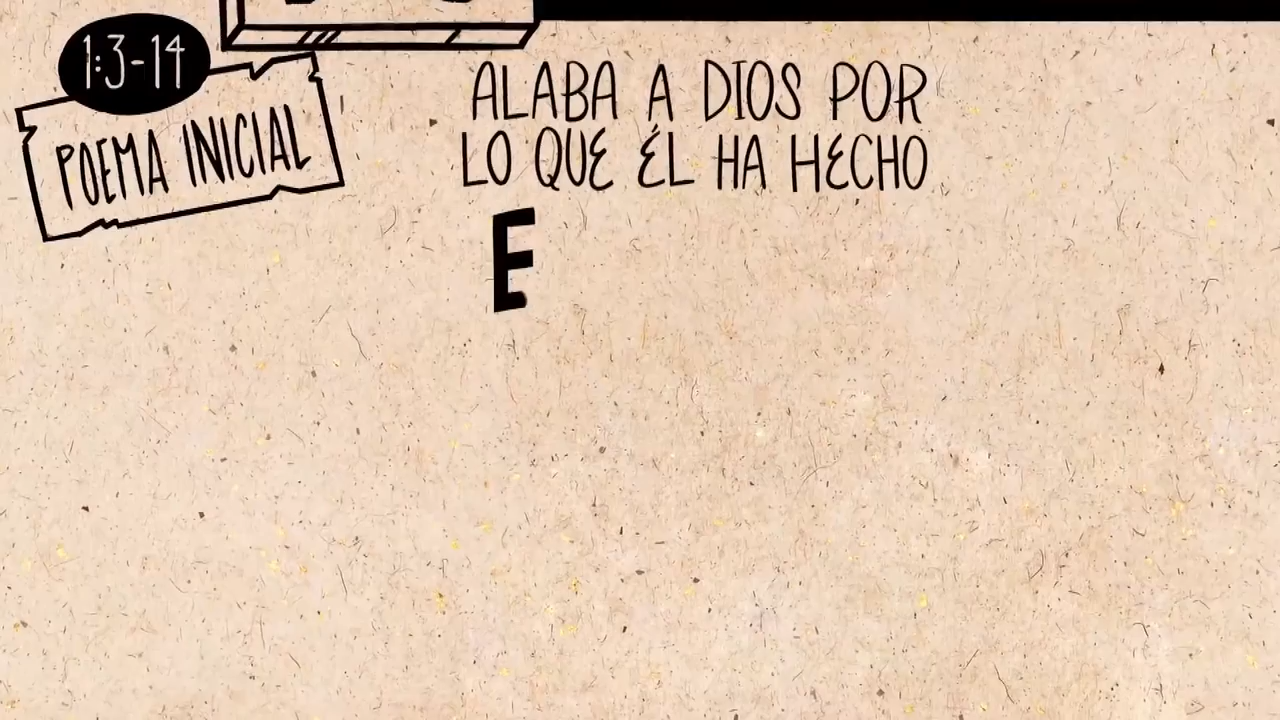 1:3-14
POEMA INICIAL
ALABA A DIOS POR
LO QUE ÉL HA HECHO
E